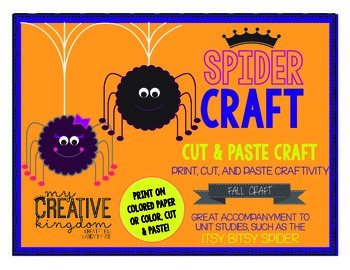 SPIDER
CRAFT
CUT & PASTE CRAFT
PRINT, CUT, AND PASTE CRAFTIVITY
FALL CRAFT
GREAT ACCOMPANYMENT TO
UNIT STUDIES, SUCH AS THE
ITSY, BITSY SPIDER
PRINT ON
COLORED PAPER
OR COLOR, CUT
& PASTE!
my
CREATIVE
kingdom